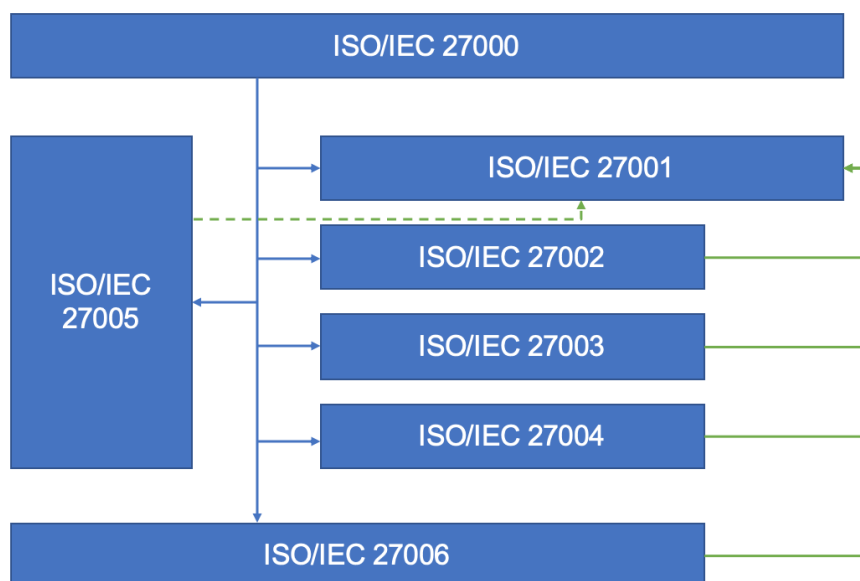 ISO/IEC 27000
ISO/IEC 27001
ISO/IEC 27002
ISO/IEC
27005
ISO/IEC 27003
ISO/IEC 27004
ISO/IEC 27006